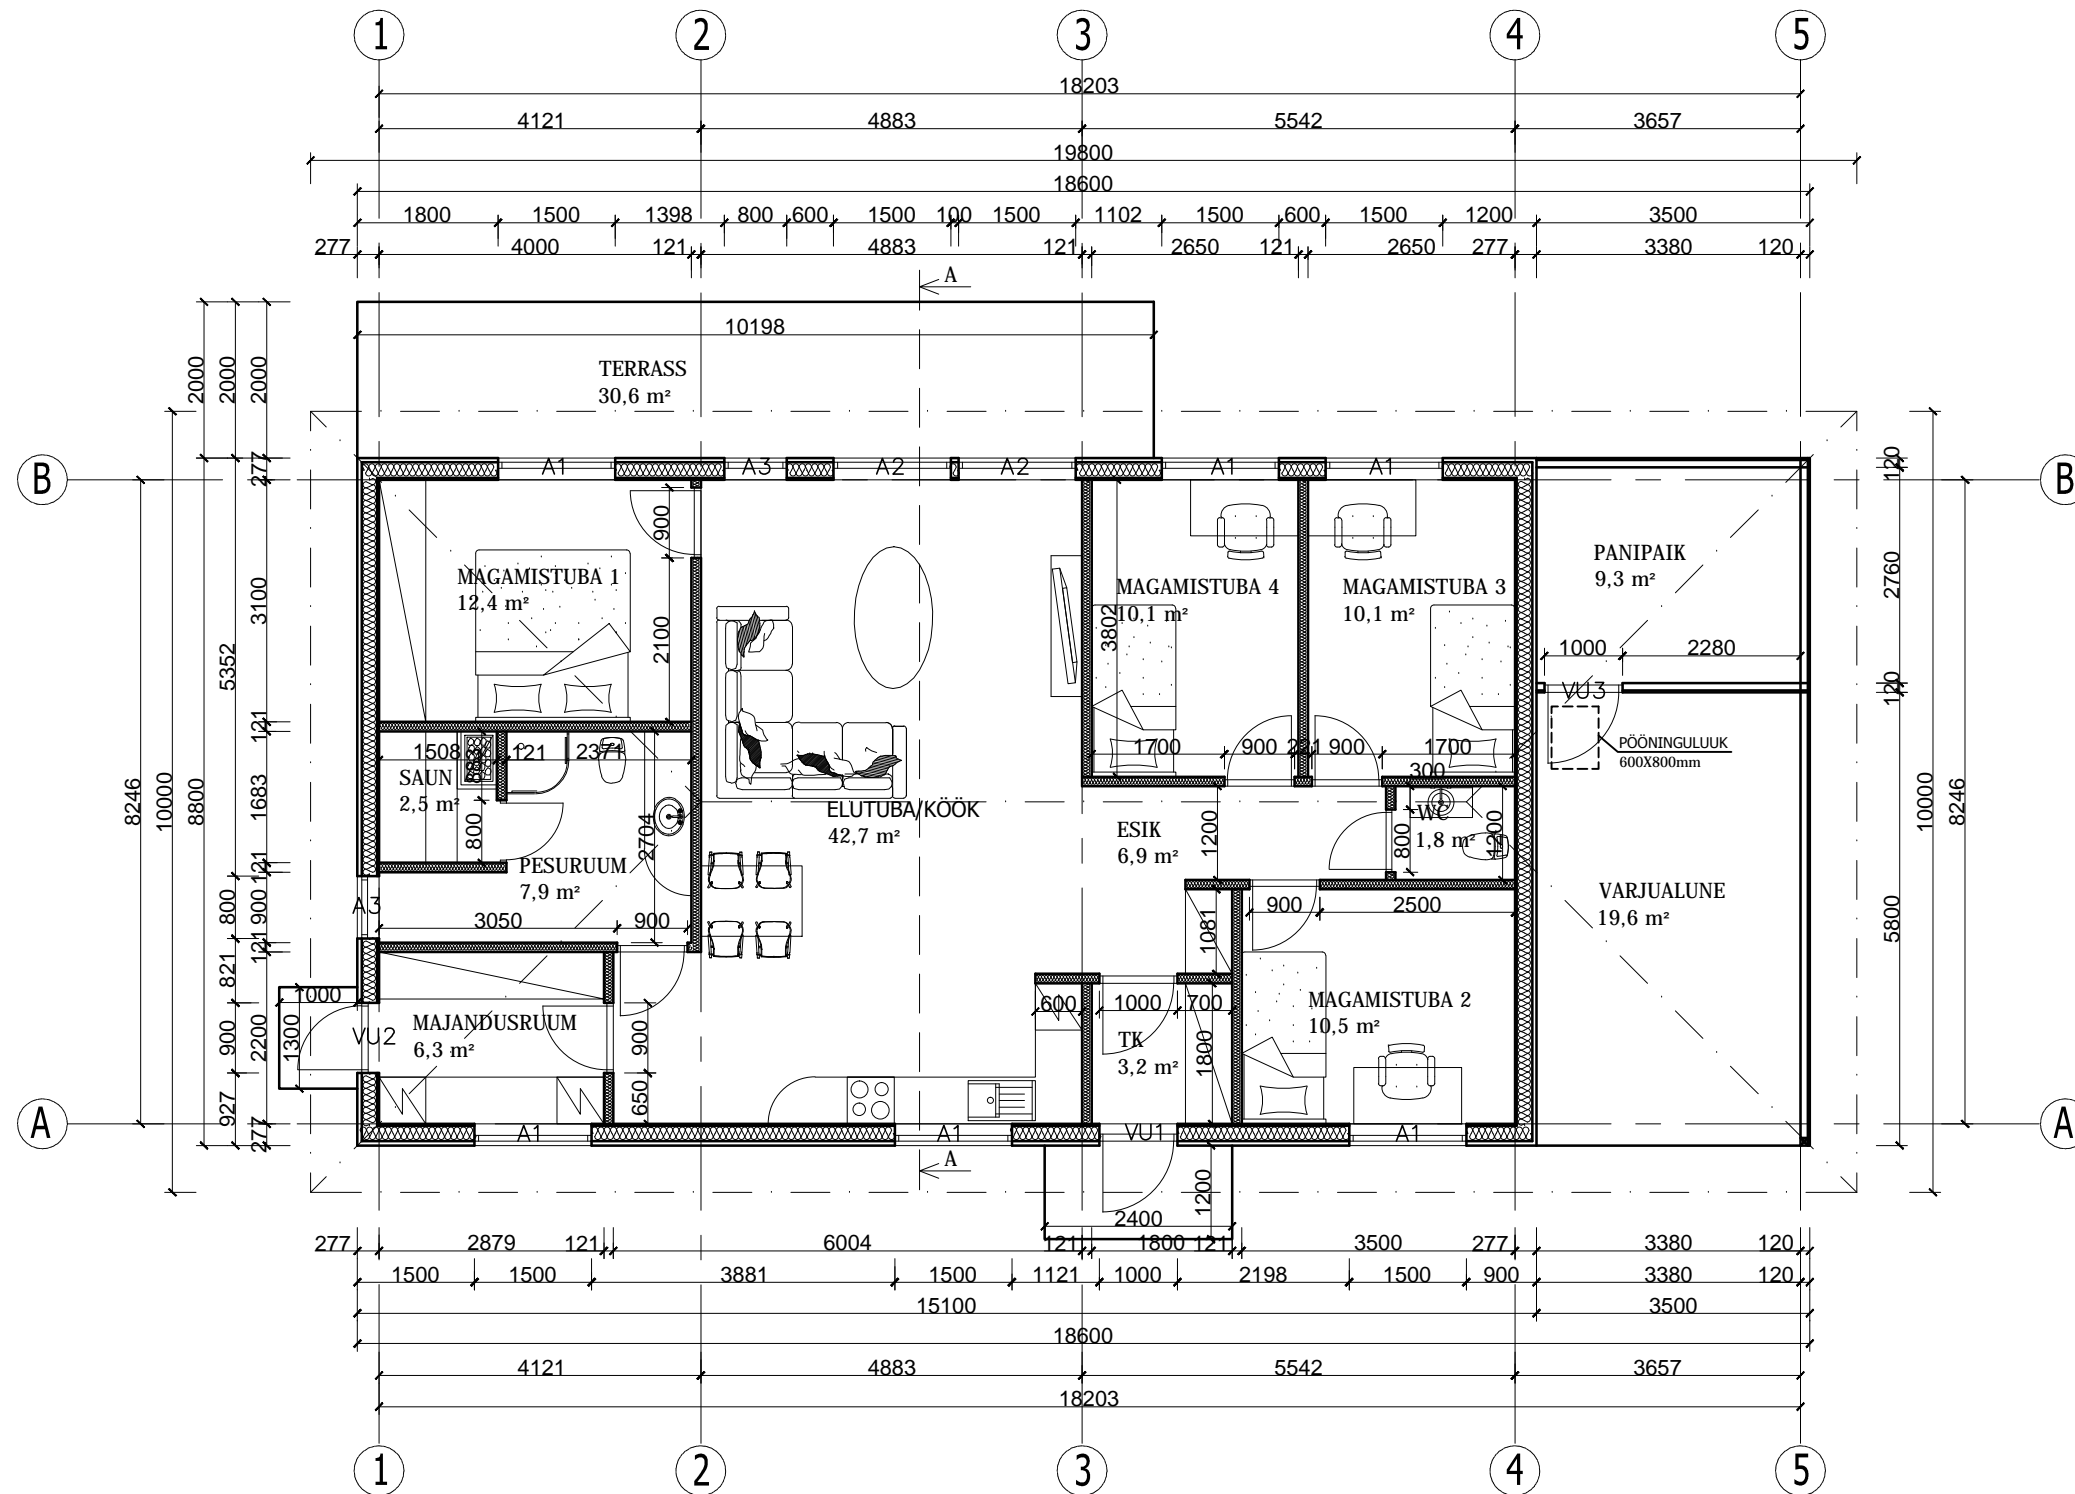 1 2 3 4 5
18203
4121 4883 5542 3657
19800
18600
1800 1500 1398 800 600 1500 100 1500 1102 1500 600 1500 1200 3500
277 4000 121 4883 121 2650 121 2650 277 3380 120
A
10198
TERRASS
30,6 m²
2000 2000 2000
B B
277
A1 A3 A2 A2 A1 A1
120
900
PANIPAIK
9,3 m²
2760
MAGAMISTUBA 1
12,4 m²
3100
2100
MAGAMISTUBA 4
10,1 m²
3802
MAGAMISTUBA 3
10,1 m²
5352
1000 2280
VU3
120
PÖÖNINGULUUK
600X800mm
121
1508 121 2371
1700 900 221 900 1700
300
SAUN
2,5 m²
883
800
1683
8246 10000 8800
ELUTUBA/KÖÖK
42,7 m²
2704
ESIK
6,9 m²
1200
WC
1,8 m²
800
1200
10000 8246
PESURUUM
7,9 m²
121
VARJUALUNE
19,6 m²
5800
A3
800 900
3050 900
900 2500
1081
121
821
1000
1300
600 1000 700
MAGAMISTUBA 2
10,5 m²
VU2
MAJANDUSRUUM
6,3 m²
900 2200
900
650
TK
3,2 m²
1800
927
277
A A
A1 A1 VU1 A1
A
1200
2400
277 2879 121 6004 121 1800 121 3500 277 3380 120
1500 1500 3881 1500 1121 1000 2198 1500 900 3380 120
15100 3500
18600
4121 4883 5542 3657
18203
1 2 3 4 5